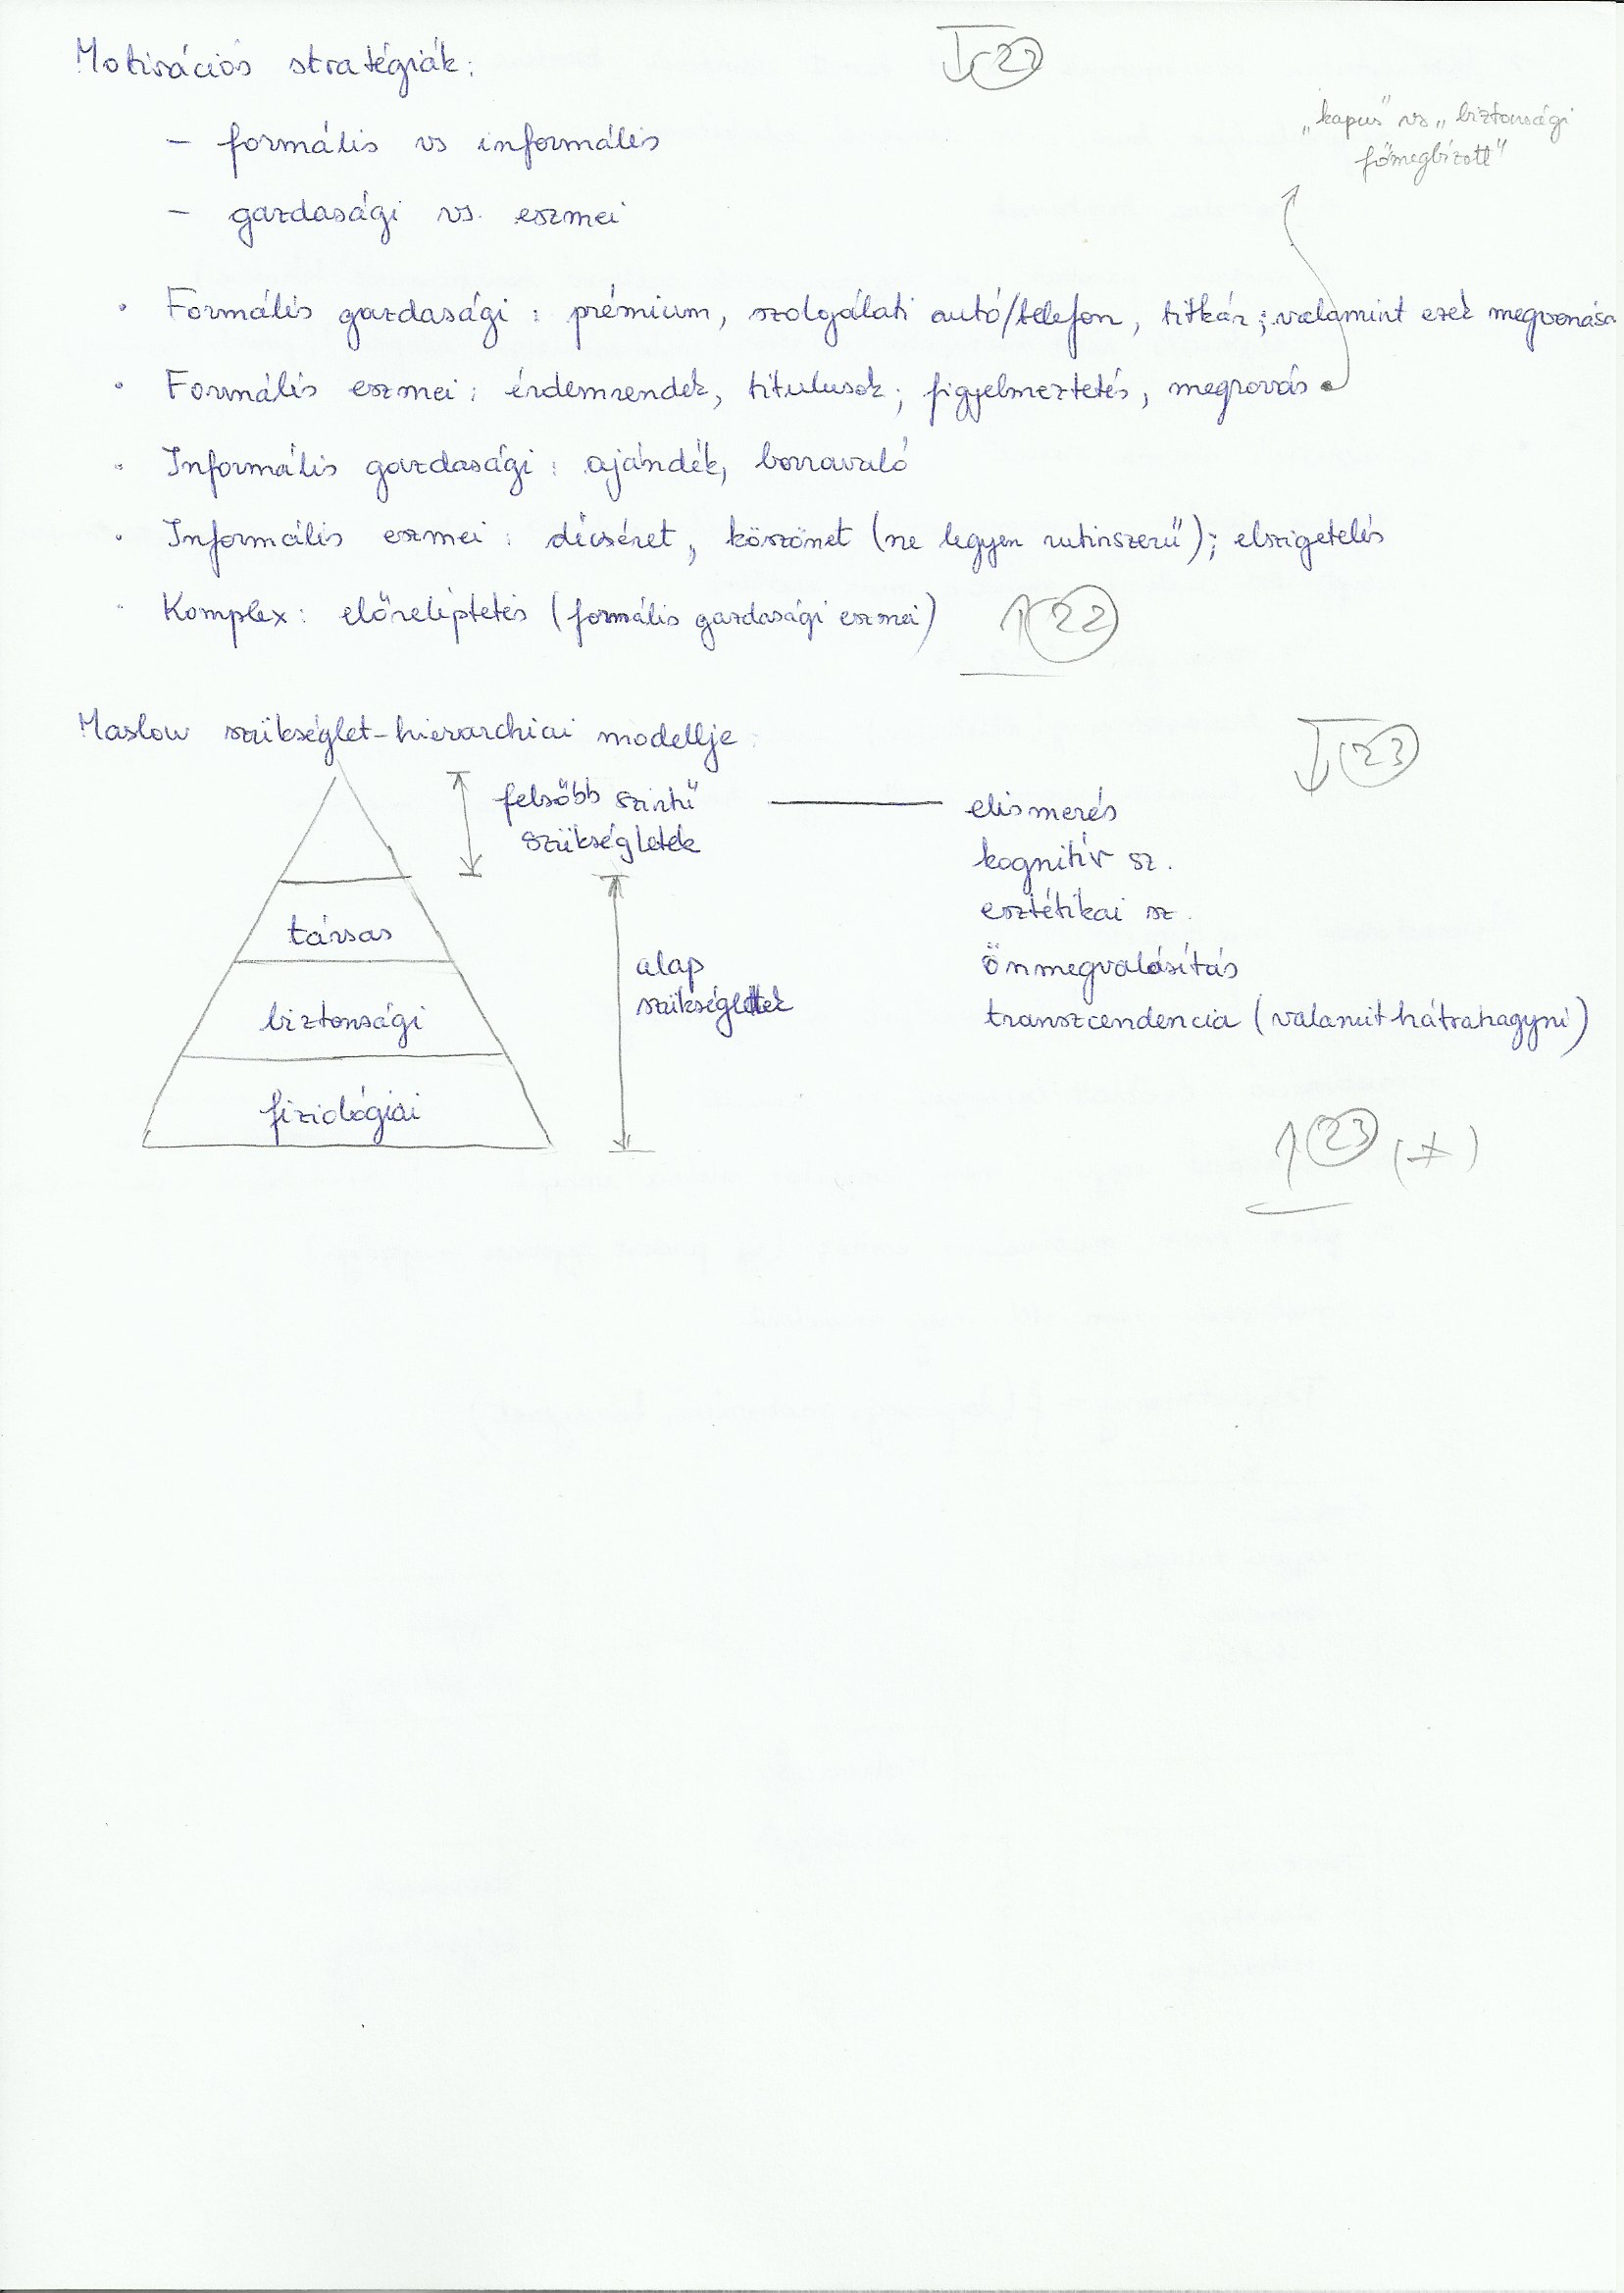 Motivációs stratégiák: ↓22
„kapus" vs „biztonsági
főmegbízott"
– formális vs informális
– gazdasági vs. eszmei
• Formális gazdasági: prémium, szolgálati autó/telefon, titkár; valamint ezek megvonása
• Formális eszmei: érdemrendek, titulusok; figyelmeztetés, megrovás
• Informális gazdasági: ajándék, borravaló
• Informális eszmei: dícséret, köszönet (ne legyen rutinszerű); elszigetelés
• Komplex: előreléptetés (formális gazdasági eszmei) ↑22
Maslow szükséglet-hierarchiai modellje: ↓23
felsőbb szintű
szükségletek
elismerés
kognitív sz.
esztétikai sz.
önmegvalósítás
transzcendencia (valamit hátrahagyni)
társas
biztonsági
fiziológiai
alap
szükségletek
↑23 (*)